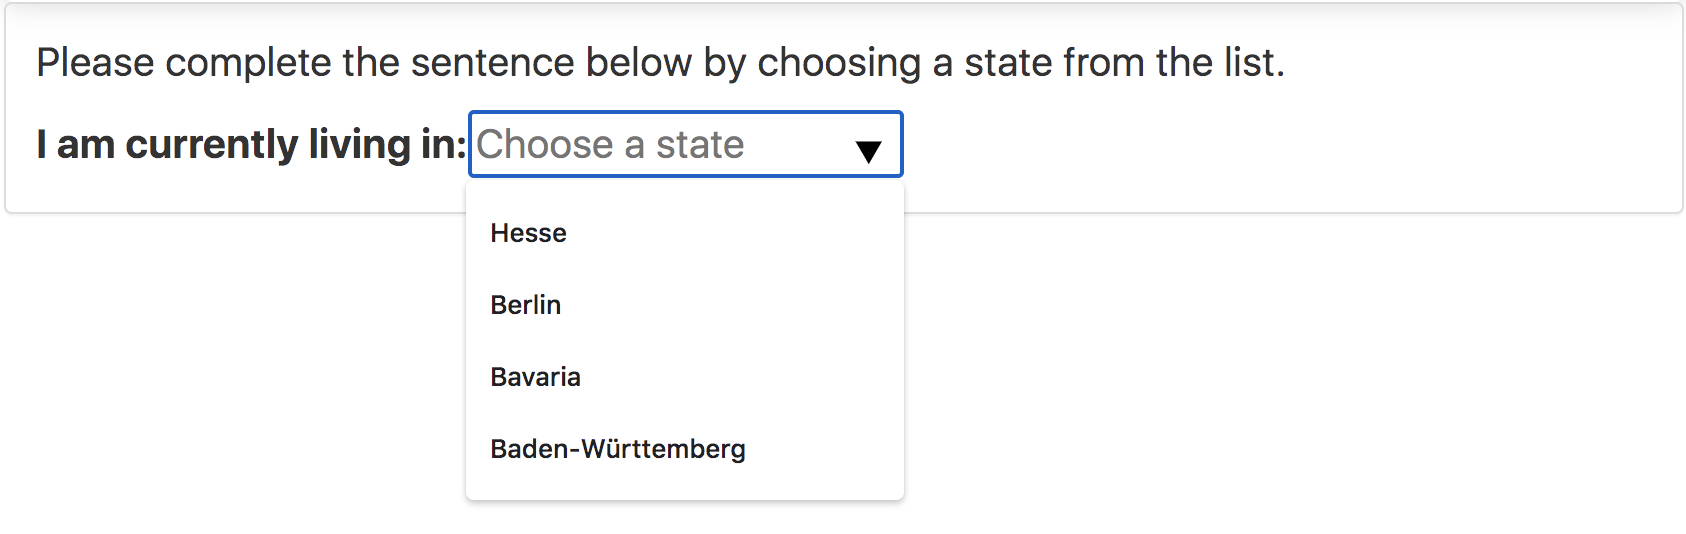 Please complete the sentence below by choosing a state from the list.
I am currently living in: Choose a state
Hesse
Berlin
Bavaria
Baden-Württemberg